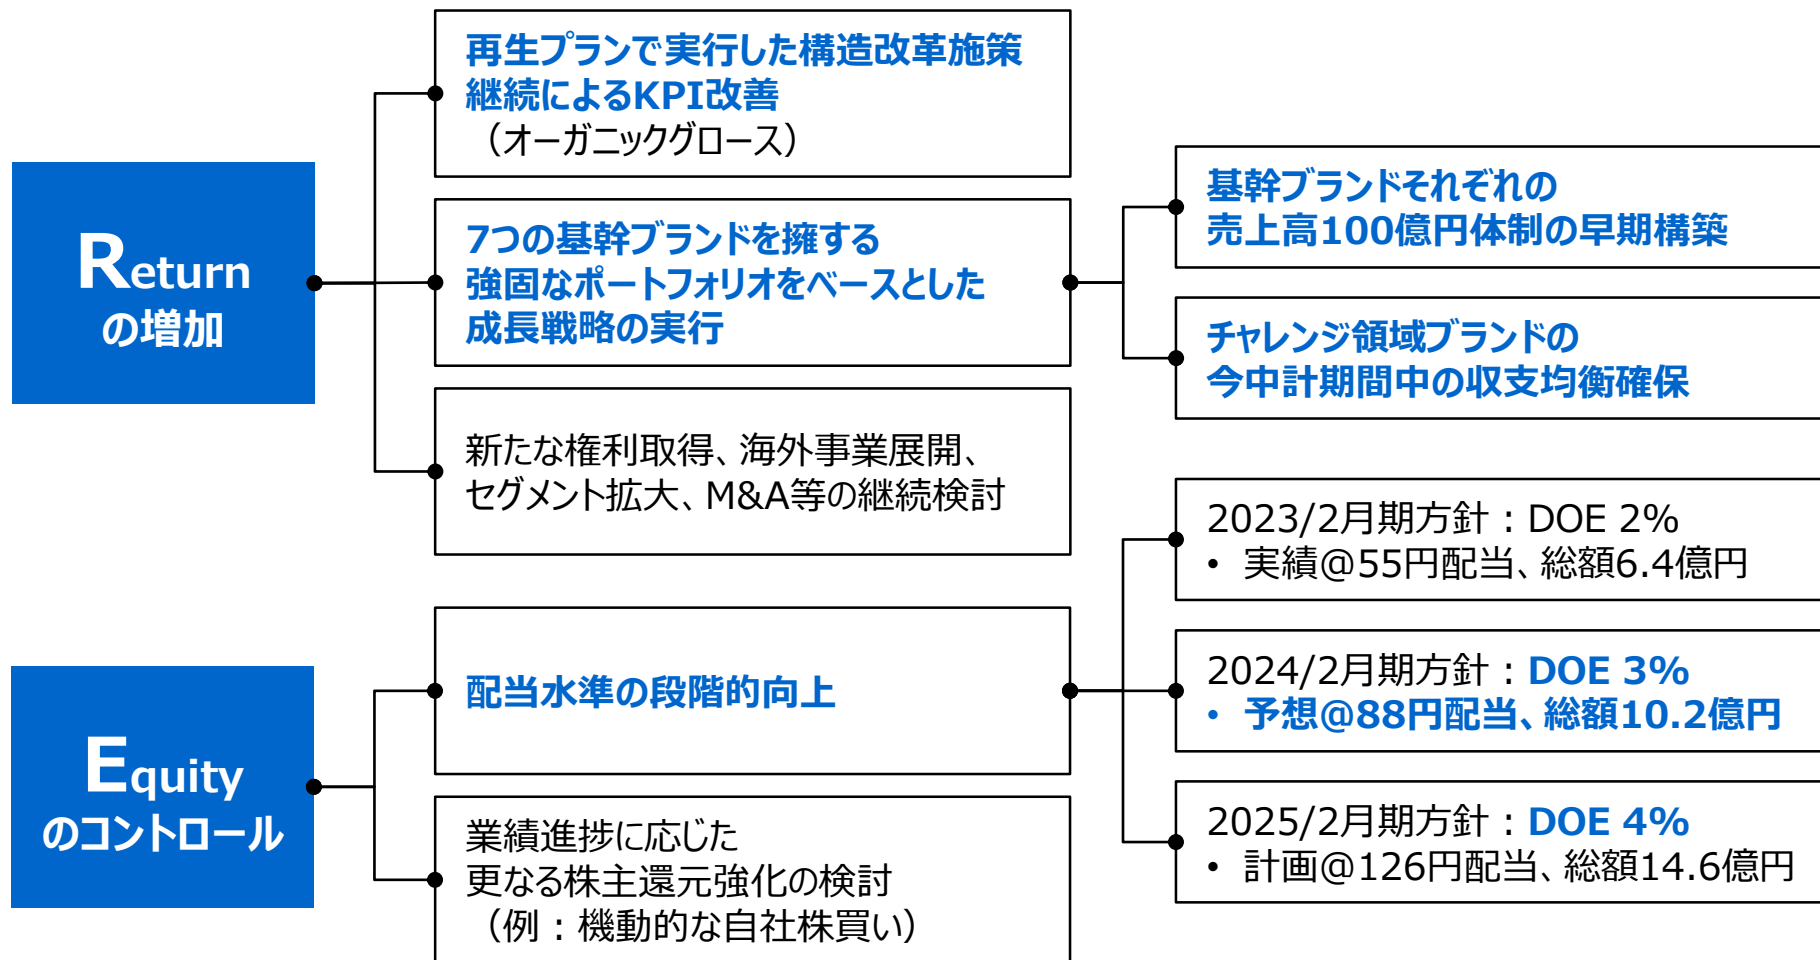 Return
の増加
再生プランで実行した構造改革施策
継続によるKPI改善
（オーガニックグロース）
7つの基幹ブランドを擁する
強固なポートフォリオをベースとした
成長戦略の実行
新たな権利取得、海外事業展開、
セグメント拡大、M&A等の継続検討
基幹ブランドそれぞれの
売上高100億円体制の早期構築
チャレンジ領域ブランドの
今中計期間中の収支均衡確保
Equity
のコントロール
配当水準の段階的向上
業績進捗に応じた
更なる株主還元強化の検討
（例：機動的な自社株買い）
2023/2月期方針：DOE 2%
• 実績@55円配当、総額6.4億円
2024/2月期方針：DOE 3%
• 予想@88円配当、総額10.2億円
2025/2月期方針：DOE 4%
• 計画@126円配当、総額14.6億円